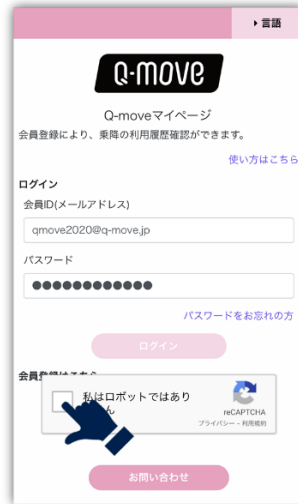 ▸言語
Q-MOVE
Q-moveマイページ
会員登録により、乗降の利用履歴確認ができます。
使い方はこちら
ログイン
会員ID(メールアドレス)
qmove2020@q-move.jp
パスワード
●●●●●●●●●●●●
パスワードをお忘れの方
ログイン
会員登録はこちら
私はロボットではあり
ん
reCAPTCHA
プライバシー - 利用規約
お問い合わせ